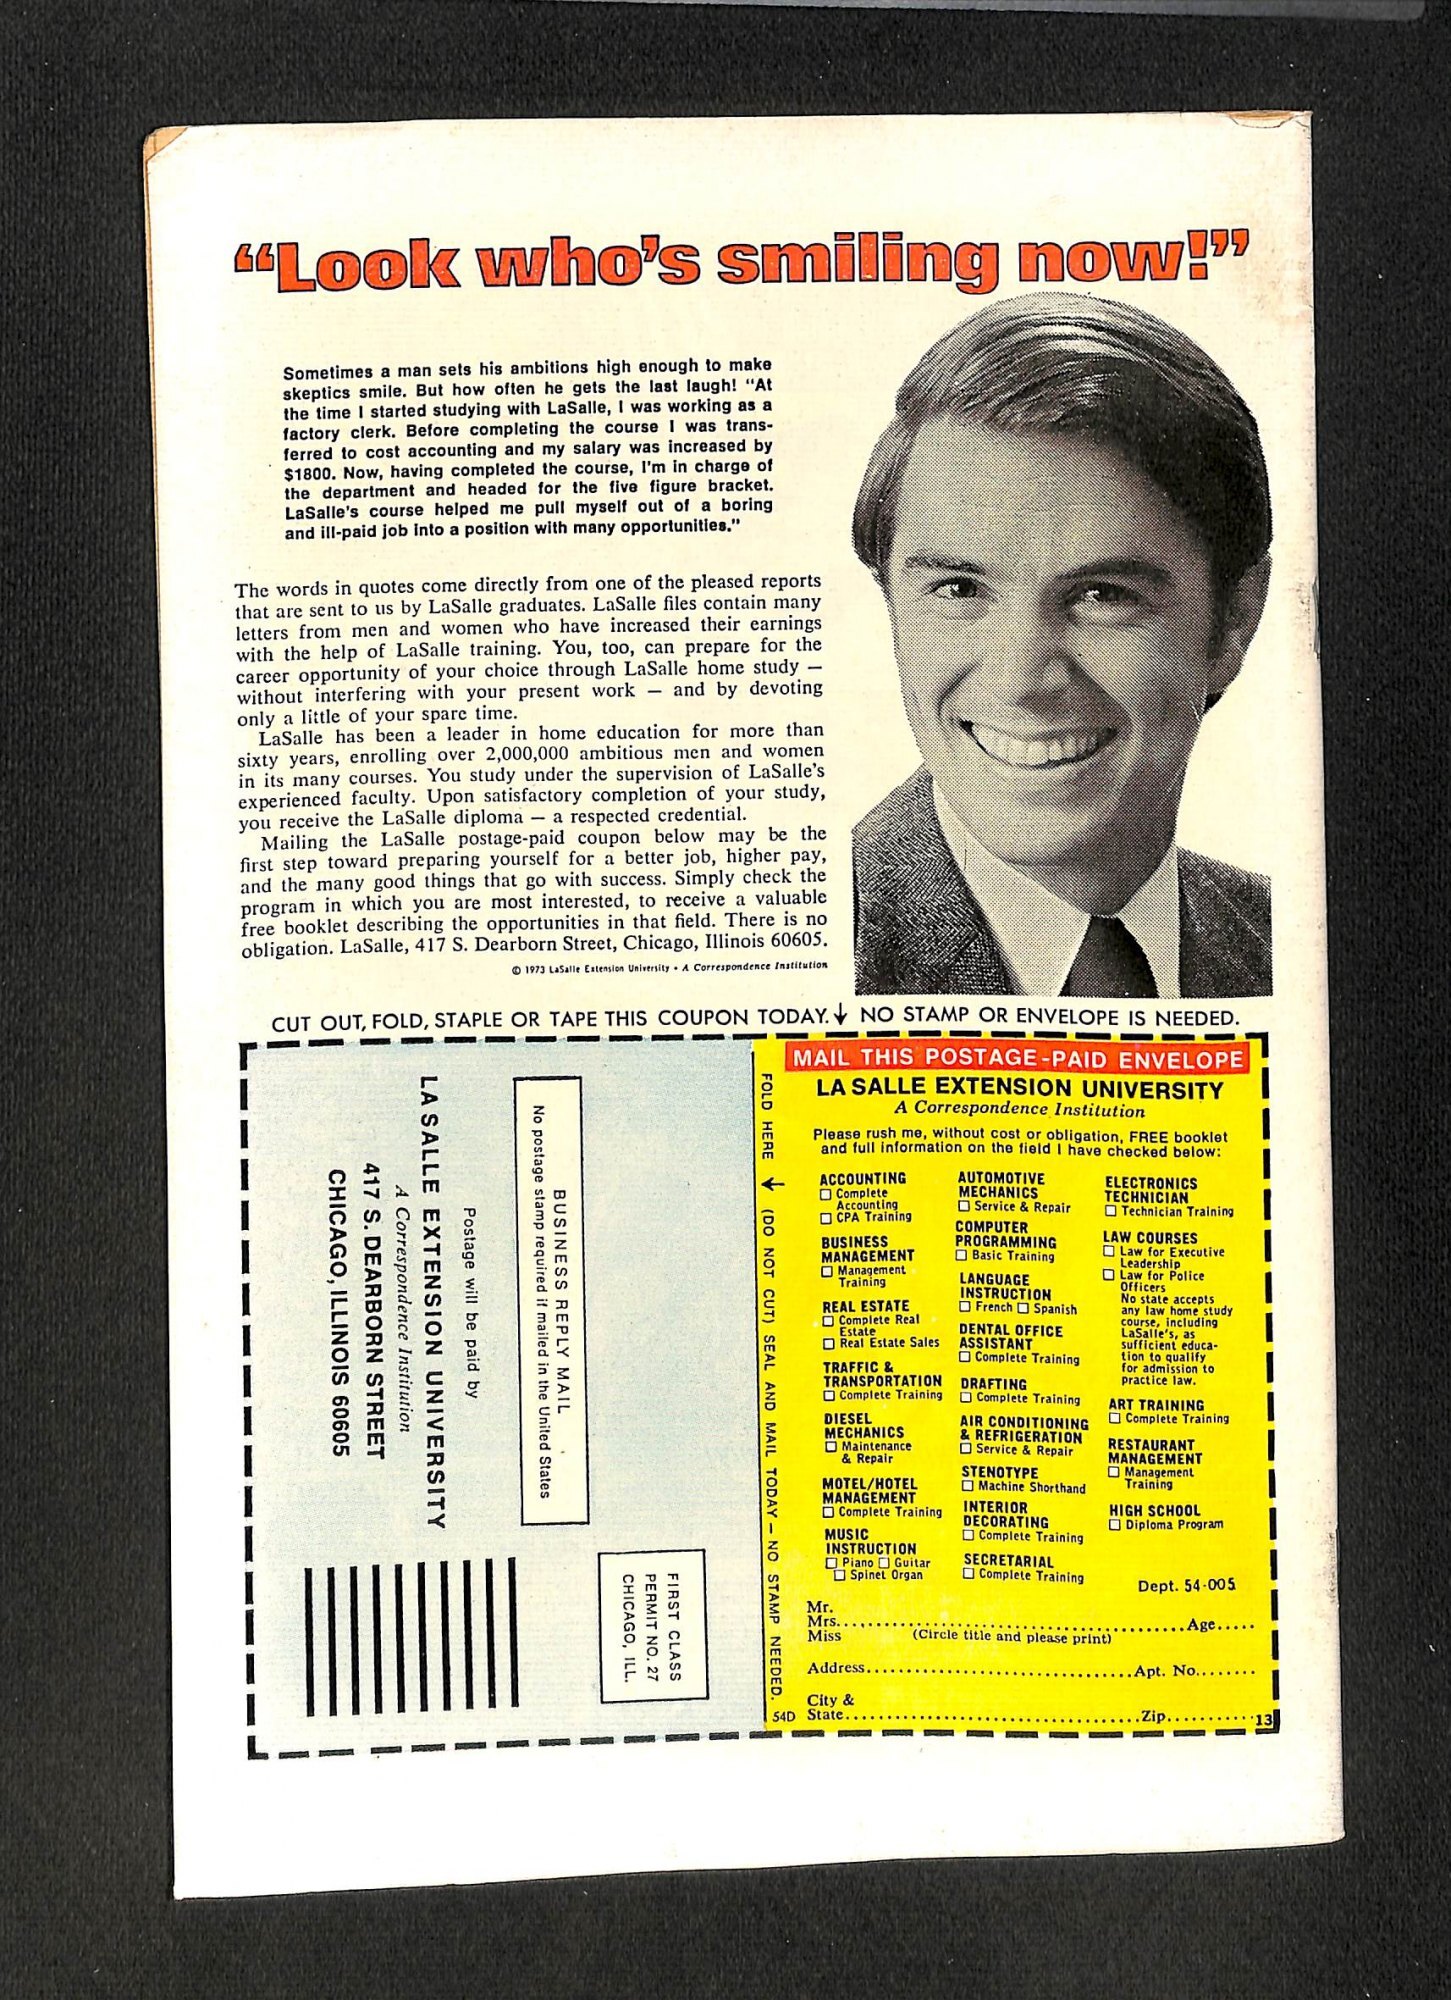 “Look who’s smiling now!”
Sometimes a man sets his ambitions high enough to make
skeptics smile. But how often he gets the last laugh! “At
the time I started studying with LaSalle, I was working as a
factory clerk. Before completing the course I was trans-
ferred to cost accounting and my salary was increased by
$1800. Now, having completed the course, I’m in charge of
the department and headed for the five figure bracket.
LaSalle’s course helped me pull myself out of a boring
and ill-paid job into a position with many opportunities.”
The words in quotes come directly from one of the pleased reports
that are sent to us by LaSalle graduates. LaSalle files contain many
letters from men and women who have increased their earnings
with the help of LaSalle training. You, too, can prepare for the
career opportunity of your choice through LaSalle home study —
without interfering with your present work — and by devoting
only a little of your spare time.
LaSalle has been a leader in home education for more than
sixty years, enrolling over 2,000,000 ambitious men and women
in its many courses. You study under the supervision of LaSalle’s
experienced faculty. Upon satisfactory completion of your study,
you receive the LaSalle diploma — a respected credential.
Mailing the LaSalle postage-paid coupon below may be the
first step toward preparing yourself for a better job, higher pay,
and the many good things that go with success. Simply check the
program in which you are most interested, to receive a valuable
free booklet describing the opportunities in that field. There is no
obligation. LaSalle, 417 S. Dearborn Street, Chicago, Illinois 60605.
© 1973 LaSalle Extension University • A Correspondence Institution
CUT OUT, FOLD, STAPLE OR TAPE THIS COUPON TODAY. ↓ NO STAMP OR ENVELOPE IS NEEDED.
FIRST CLASS
PERMIT NO. 27
CHICAGO, ILL.
BUSINESS REPLY MAIL
No postage stamp required if mailed in the United States
Postage will be paid by
LA SALLE EXTENSION UNIVERSITY
A Correspondence Institution
417 S. DEARBORN STREET
CHICAGO, ILLINOIS 60605
FOLD HERE (DO NOT CUT) SEAL AND MAIL TODAY — NO STAMP NEEDED.
MAIL THIS POSTAGE-PAID ENVELOPE
LA SALLE EXTENSION UNIVERSITY
A Correspondence Institution
Please rush me, without cost or obligation, FREE booklet
and full information on the field I have checked below:
ACCOUNTING
☐ Complete
Accounting
☐ CPA Training
BUSINESS
MANAGEMENT
☐ Management
Training
REAL ESTATE
☐ Complete Real
Estate
☐ Real Estate Sales
TRAFFIC &
TRANSPORTATION
☐ Complete Training
DIESEL
MECHANICS
☐ Maintenance
& Repair
MOTEL/HOTEL
MANAGEMENT
☐ Complete Training
MUSIC
INSTRUCTION
☐ Piano ☐ Guitar
☐ Spinet Organ
AUTOMOTIVE
MECHANICS
☐ Service & Repair
COMPUTER
PROGRAMMING
☐ Basic Training
LANGUAGE
INSTRUCTION
☐ French ☐ Spanish
DENTAL OFFICE
ASSISTANT
☐ Complete Training
DRAFTING
☐ Complete Training
AIR CONDITIONING
& REFRIGERATION
☐ Service & Repair
STENOTYPE
☐ Machine Shorthand
INTERIOR
DECORATING
☐ Complete Training
SECRETARIAL
☐ Complete Training
ELECTRONICS
TECHNICIAN
☐ Technician Training
LAW COURSES
☐ Law for Executive
Leadership
☐ Law for Police
Officers
No state accepts
any law home study
course, including
LaSalle’s, as
sufficient educa-
tion to qualify
for admission to
practice law.
ART TRAINING
☐ Complete Training
RESTAURANT
MANAGEMENT
☐ Management
Training
HIGH SCHOOL
☐ Diploma Program
Dept. 54-005
Mr.
Mrs. Age
Miss (Circle title and please print)
Address Apt. No.
City &
54D State Zip 13